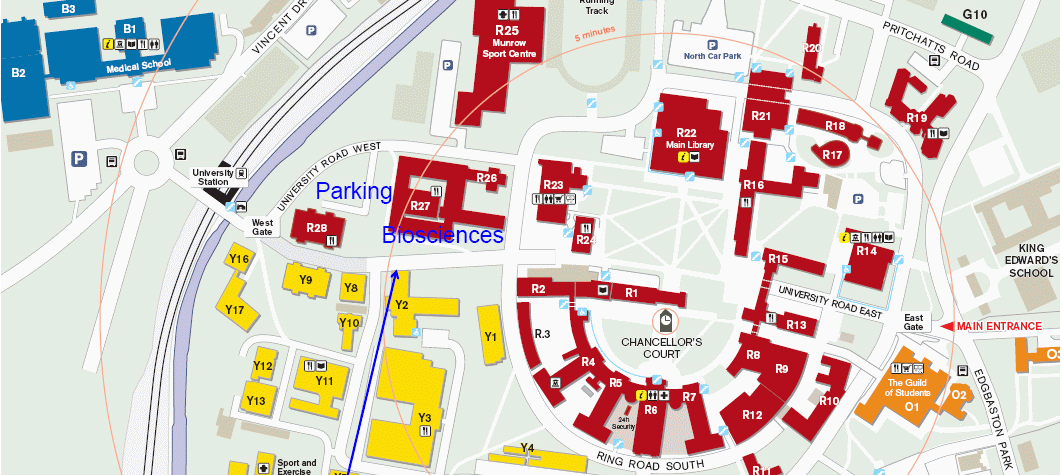 B3
B1
B2
Medical School
VINCENT DR
P
R25
Munrow
Sport Centre
P
Running
Track
5 minutes
P
North Car Park
R20
G10
PRITCHATTS ROAD
R19
P
University
Station
UNIVERSITY ROAD WEST
West
Gate
Parking
R26
R27
Biosciences
R28
R23
R24
R22
Main Library
R21
R18
R17
R16
P
R14
R15
UNIVERSITY ROAD EAST
East
Gate
MAIN ENTRANCE
KING
EDWARD'S
SCHOOL
Y16
Y17
Y9
Y8
Y10
Y2
Y1
Y12
Y13
Y11
Y3
Y4
R2
R1
R.3
R4
R5
R6
R7
R8
R9
R10
R11
R12
R13
CHANCELLOR'S
COURT
24h
Security
RING ROAD SOUTH
The Guild
of Students
O1
O2
EDGBASTON PARK
Sport and
Exercise